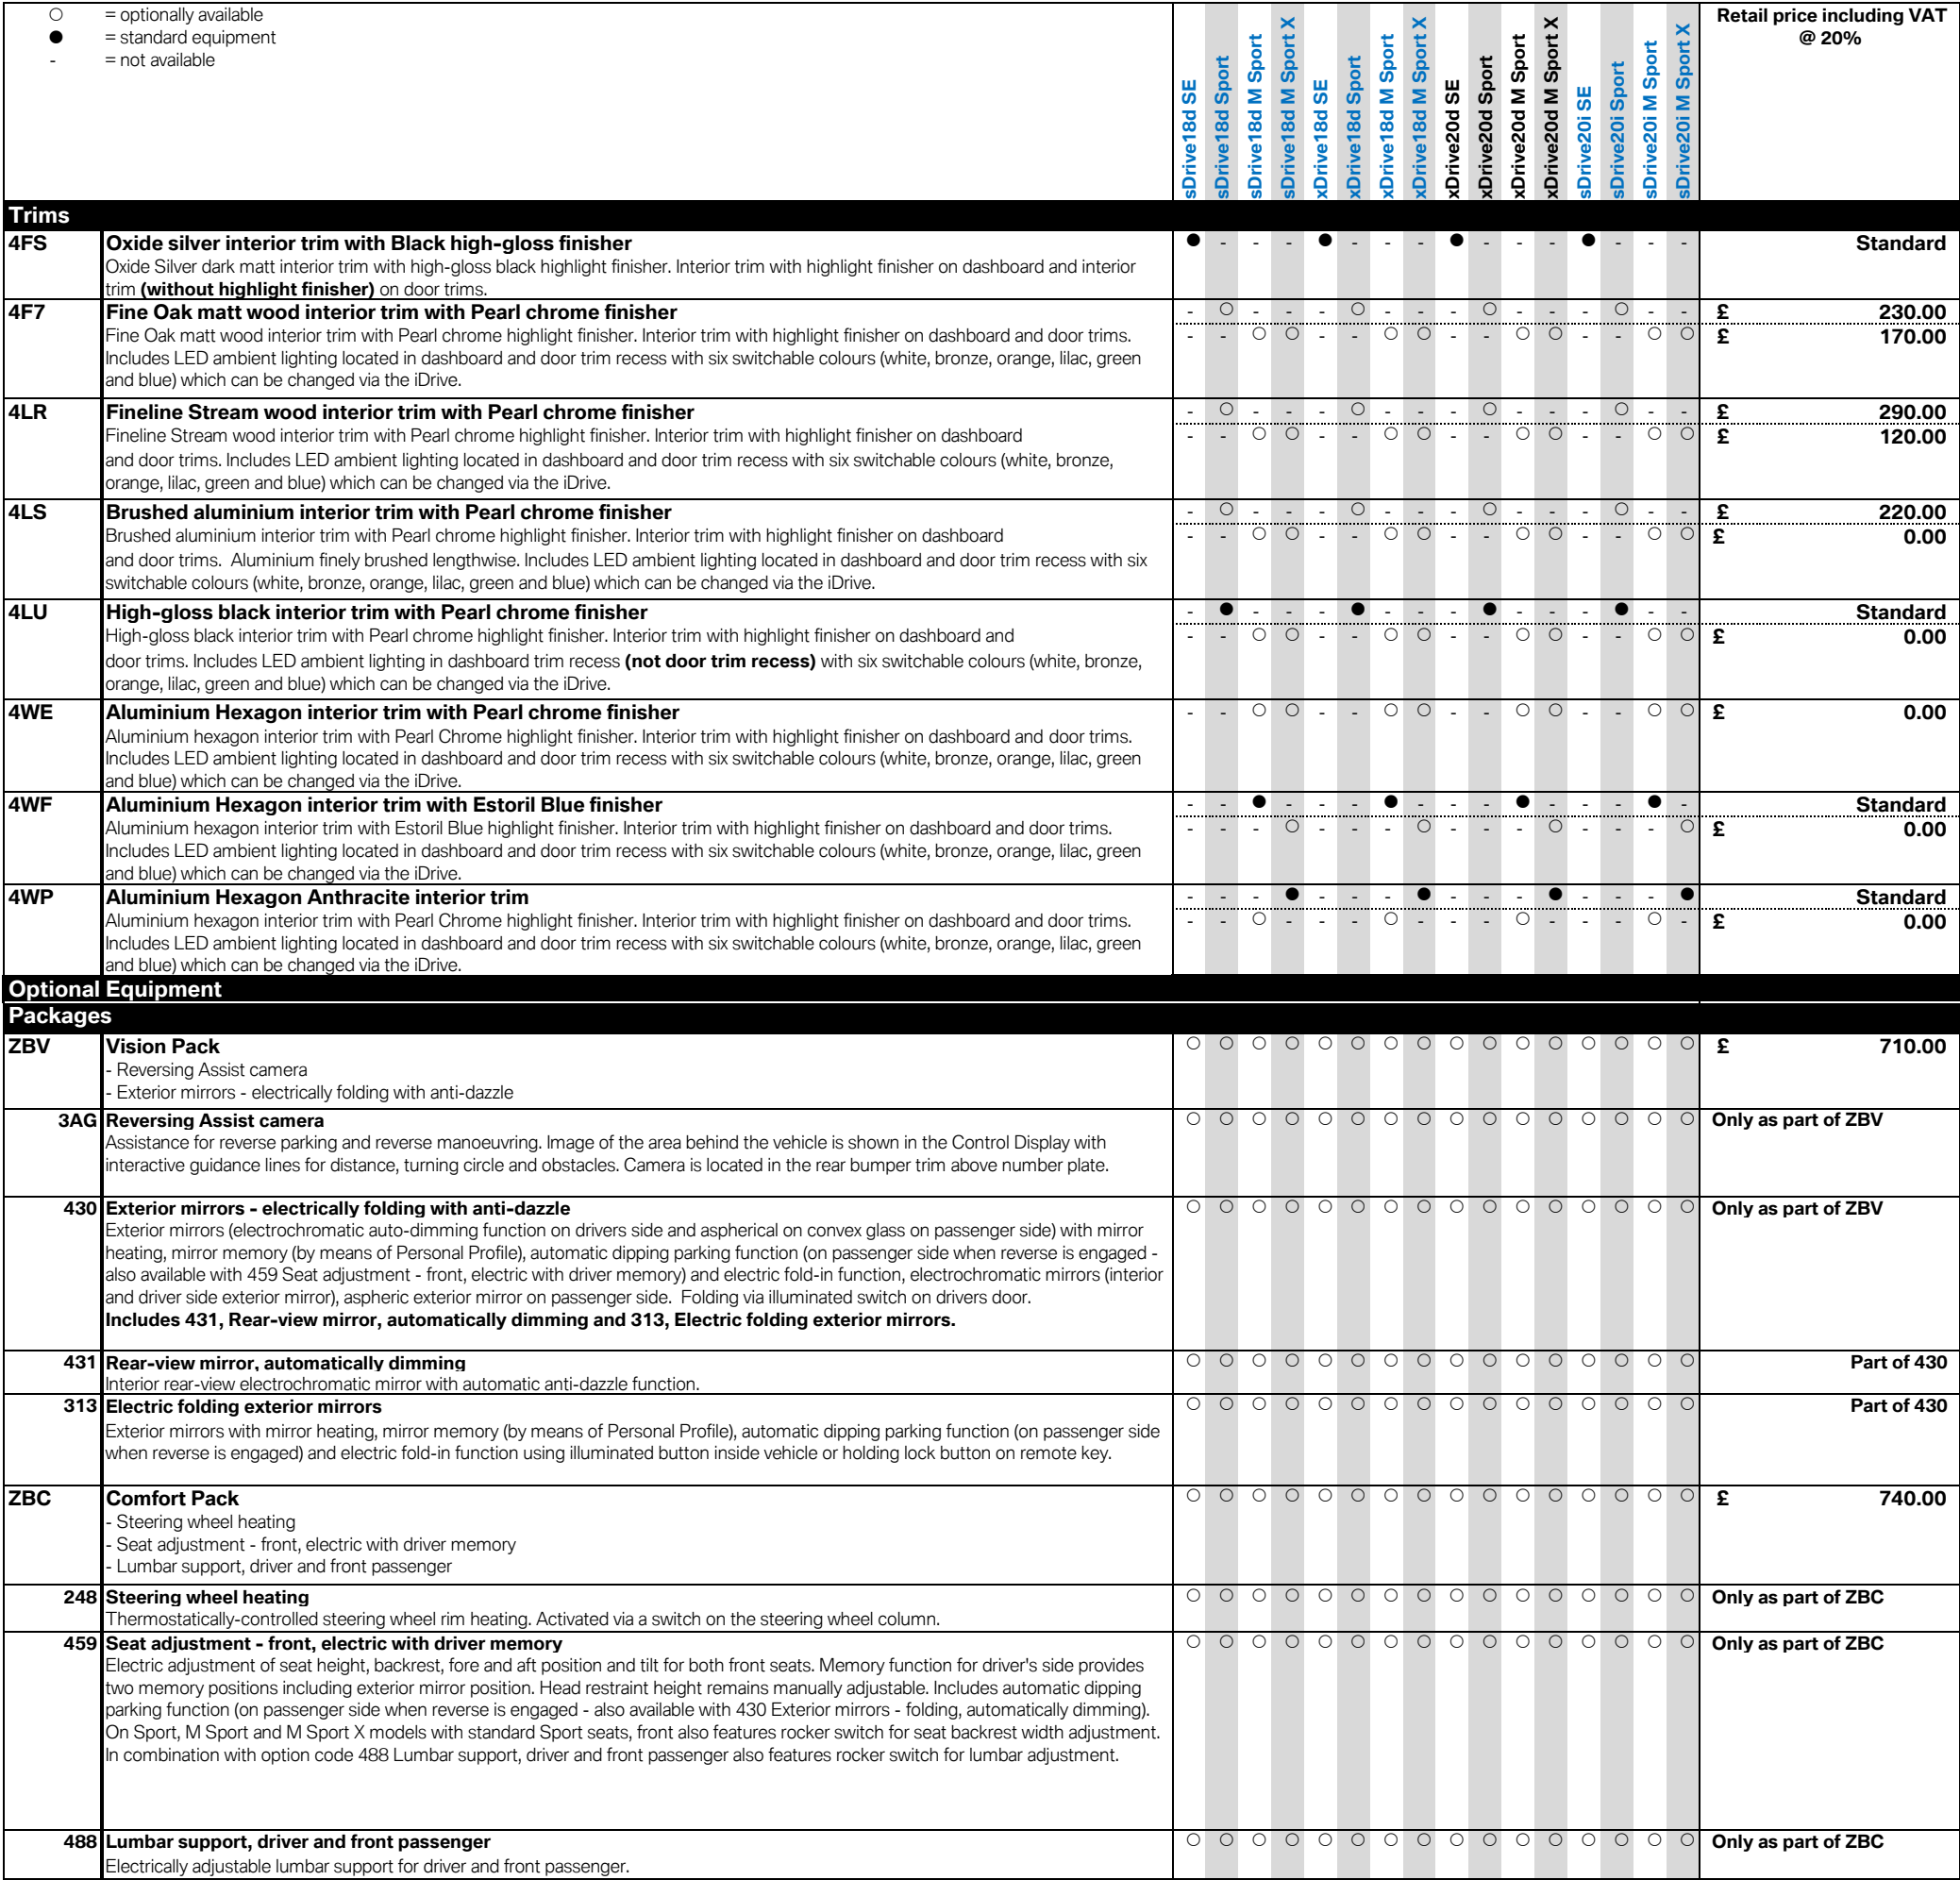 ○ = optionally available
● = standard equipment
- = not available
sDrive18d SE
sDrive18d Sport
sDrive18d M Sport
sDrive18d M Sport X
xDrive18d SE
xDrive18d Sport
xDrive18d M Sport
xDrive18d M Sport X
xDrive20d SE
xDrive20d Sport
xDrive20d M Sport
xDrive20d M Sport X
sDrive20i SE
sDrive20i Sport
sDrive20i M Sport
sDrive20i M Sport X
Retail price including VAT
@ 20%
Trims
4FS Oxide silver interior trim with Black high-gloss finisher ● - - - ● - - - ● - - - ● - - - Standard
Oxide Silver dark matt interior trim with high-gloss black highlight finisher. Interior trim with highlight finisher on dashboard and interior
trim (without highlight finisher) on door trims.
4F7 Fine Oak matt wood interior trim with Pearl chrome finisher - ○ - - - ○ - - - ○ - - - ○ - - £ 230.00
Fine Oak matt wood interior trim with Pearl chrome highlight finisher. Interior trim with highlight finisher on dashboard and door trims. - - ○ ○ - - ○ ○ - - ○ ○ - - ○ ○ £ 170.00
Includes LED ambient lighting located in dashboard and door trim recess with six switchable colours (white, bronze, orange, lilac, green
and blue) which can be changed via the iDrive.
4LR Fineline Stream wood interior trim with Pearl chrome finisher - ○ - - - ○ - - - ○ - - - ○ - - £ 290.00
Fineline Stream wood interior trim with Pearl chrome highlight finisher. Interior trim with highlight finisher on dashboard - - ○ ○ - - ○ ○ - - ○ ○ - - ○ ○ £ 120.00
and door trims. Includes LED ambient lighting located in dashboard and door trim recess with six switchable colours (white, bronze,
orange, lilac, green and blue) which can be changed via the iDrive.
4LS Brushed aluminium interior trim with Pearl chrome finisher - ○ - - - ○ - - - ○ - - - ○ - - £ 220.00
Brushed aluminium interior trim with Pearl chrome highlight finisher. Interior trim with highlight finisher on dashboard - - ○ ○ - - ○ ○ - - ○ ○ - - ○ ○ £ 0.00
and door trims. Aluminium finely brushed lengthwise. Includes LED ambient lighting located in dashboard and door trim recess with six
switchable colours (white, bronze, orange, lilac, green and blue) which can be changed via the iDrive.
4LU High-gloss black interior trim with Pearl chrome finisher - ● - - - ● - - - ● - - - ● - - Standard
High-gloss black interior trim with Pearl chrome highlight finisher. Interior trim with highlight finisher on dashboard and - - ○ ○ - - ○ ○ - - ○ ○ - - ○ ○ £ 0.00
door trims. Includes LED ambient lighting in dashboard trim recess (not door trim recess) with six switchable colours (white, bronze,
orange, lilac, green and blue) which can be changed via the iDrive.
4WE Aluminium Hexagon interior trim with Pearl chrome finisher - - ○ ○ - - ○ ○ - - ○ ○ - - ○ ○ £ 0.00
Aluminium hexagon interior trim with Pearl Chrome highlight finisher. Interior trim with highlight finisher on dashboard and door trims.
Includes LED ambient lighting located in dashboard and door trim recess with six switchable colours (white, bronze, orange, lilac, green
and blue) which can be changed via the iDrive.
4WF Aluminium Hexagon interior trim with Estoril Blue finisher - - ● - - - ● - - - ● - - - ● - Standard
Aluminium hexagon interior trim with Estoril Blue highlight finisher. Interior trim with highlight finisher on dashboard and door trims. - - - ○ - - - ○ - - - ○ - - - ○ £ 0.00
Includes LED ambient lighting located in dashboard and door trim recess with six switchable colours (white, bronze, orange, lilac, green
and blue) which can be changed via the iDrive.
4WP Aluminium Hexagon Anthracite interior trim - - - ● - - - ● - - - ● - - - ● Standard
Aluminium hexagon interior trim with Pearl Chrome highlight finisher. Interior trim with highlight finisher on dashboard and door trims. - - ○ - - - ○ - - - ○ - - - ○ - £ 0.00
Includes LED ambient lighting located in dashboard and door trim recess with six switchable colours (white, bronze, orange, lilac, green
and blue) which can be changed via the iDrive.
Optional Equipment
Packages
ZBV Vision Pack ○ ○ ○ ○ ○ ○ ○ ○ ○ ○ ○ ○ ○ ○ ○ ○ £ 710.00
- Reversing Assist camera
- Exterior mirrors - electrically folding with anti-dazzle
3AG Reversing Assist camera ○ ○ ○ ○ ○ ○ ○ ○ ○ ○ ○ ○ ○ ○ ○ ○ Only as part of ZBV
Assistance for reverse parking and reverse manoeuvring. Image of the area behind the vehicle is shown in the Control Display with
interactive guidance lines for distance, turning circle and obstacles. Camera is located in the rear bumper trim above number plate.
430 Exterior mirrors - electrically folding with anti-dazzle ○ ○ ○ ○ ○ ○ ○ ○ ○ ○ ○ ○ ○ ○ ○ ○ Only as part of ZBV
Exterior mirrors (electrochromatic auto-dimming function on drivers side and aspherical on convex glass on passenger side) with mirror
heating, mirror memory (by means of Personal Profile), automatic dipping parking function (on passenger side when reverse is engaged -
also available with 459 Seat adjustment - front, electric with driver memory) and electric fold-in function, electrochromatic mirrors (interior
and driver side exterior mirror), aspheric exterior mirror on passenger side. Folding via illuminated switch on drivers door.
Includes 431, Rear-view mirror, automatically dimming and 313, Electric folding exterior mirrors.
431 Rear-view mirror, automatically dimming ○ ○ ○ ○ ○ ○ ○ ○ ○ ○ ○ ○ ○ ○ ○ ○ Part of 430
Interior rear-view electrochromatic mirror with automatic anti-dazzle function.
313 Electric folding exterior mirrors ○ ○ ○ ○ ○ ○ ○ ○ ○ ○ ○ ○ ○ ○ ○ ○ Part of 430
Exterior mirrors with mirror heating, mirror memory (by means of Personal Profile), automatic dipping parking function (on passenger side
when reverse is engaged) and electric fold-in function using illuminated button inside vehicle or holding lock button on remote key.
ZBC Comfort Pack ○ ○ ○ ○ ○ ○ ○ ○ ○ ○ ○ ○ ○ ○ ○ ○ £ 740.00
- Steering wheel heating
- Seat adjustment - front, electric with driver memory
- Lumbar support, driver and front passenger
248 Steering wheel heating ○ ○ ○ ○ ○ ○ ○ ○ ○ ○ ○ ○ ○ ○ ○ ○ Only as part of ZBC
Thermostatically-controlled steering wheel rim heating. Activated via a switch on the steering wheel column.
459 Seat adjustment - front, electric with driver memory ○ ○ ○ ○ ○ ○ ○ ○ ○ ○ ○ ○ ○ ○ ○ ○ Only as part of ZBC
Electric adjustment of seat height, backrest, fore and aft position and tilt for both front seats. Memory function for driver's side provides
two memory positions including exterior mirror position. Head restraint height remains manually adjustable. Includes automatic dipping
parking function (on passenger side when reverse is engaged - also available with 430 Exterior mirrors - folding, automatically dimming).
On Sport, M Sport and M Sport X models with standard Sport seats, front also features rocker switch for seat backrest width adjustment.
In combination with option code 488 Lumbar support, driver and front passenger also features rocker switch for lumbar adjustment.
488 Lumbar support, driver and front passenger ○ ○ ○ ○ ○ ○ ○ ○ ○ ○ ○ ○ ○ ○ ○ ○ Only as part of ZBC
Electrically adjustable lumbar support for driver and front passenger.